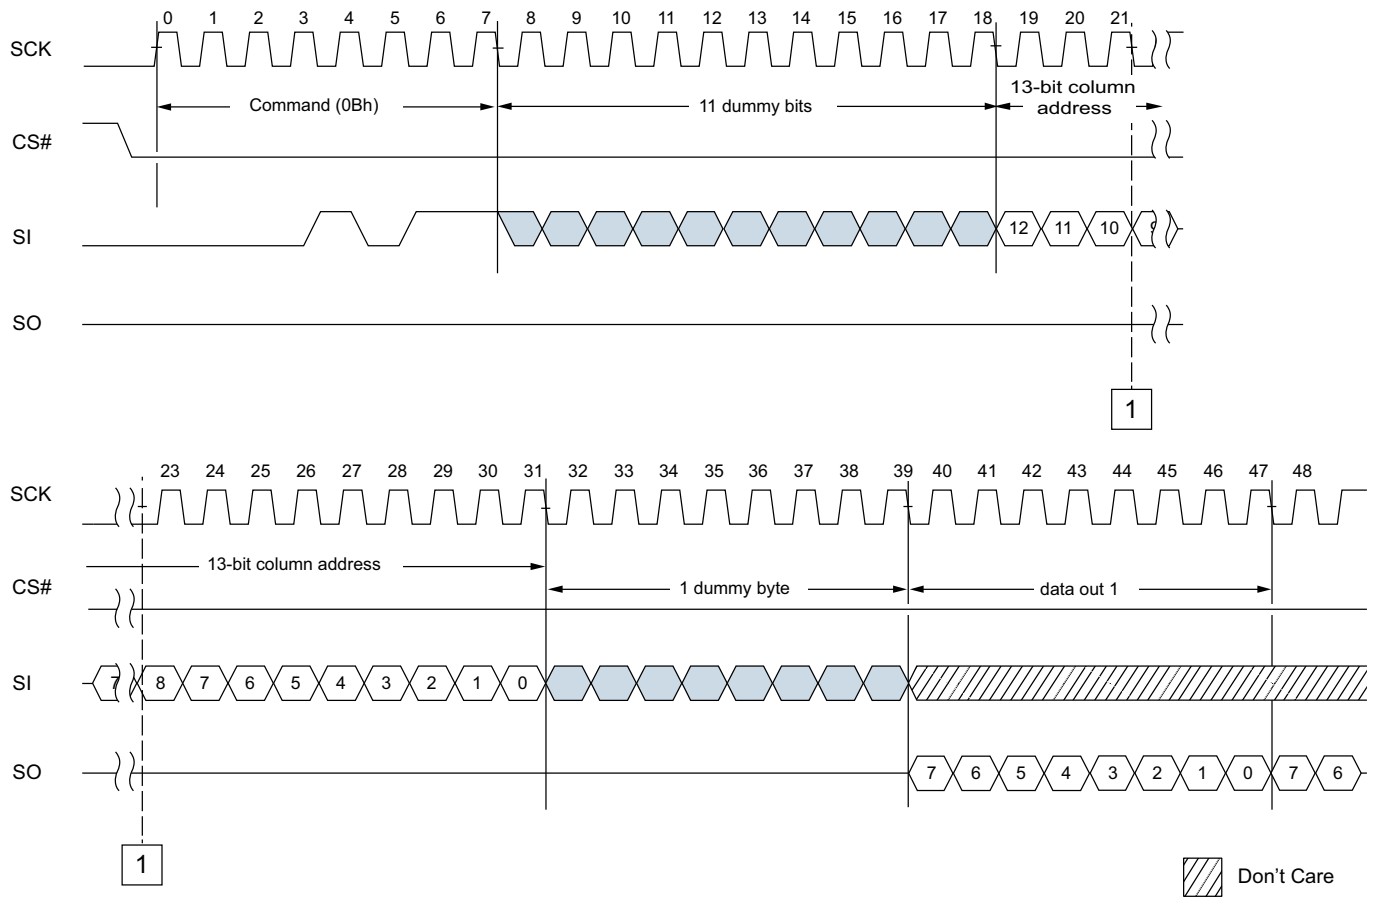 0 1 2 3 4 5 6 7 8 9 10 11 12 13 14 15 16 17 18 19 20 21
SCK
Command (0Bh)
11 dummy bits
13-bit column
address
CS#
SI
12 11 10
SO
1
23 24 25 26 27 28 29 30 31 32 33 34 35 36 37 38 39 40 41 42 43 44 45 46 47 48
SCK
13-bit column address
CS#
1 dummy byte
data out 1
SI
7 8 7 6 5 4 3 2 1 0
SO
7 6 5 4 3 2 1 0 7 6
1
Don't Care